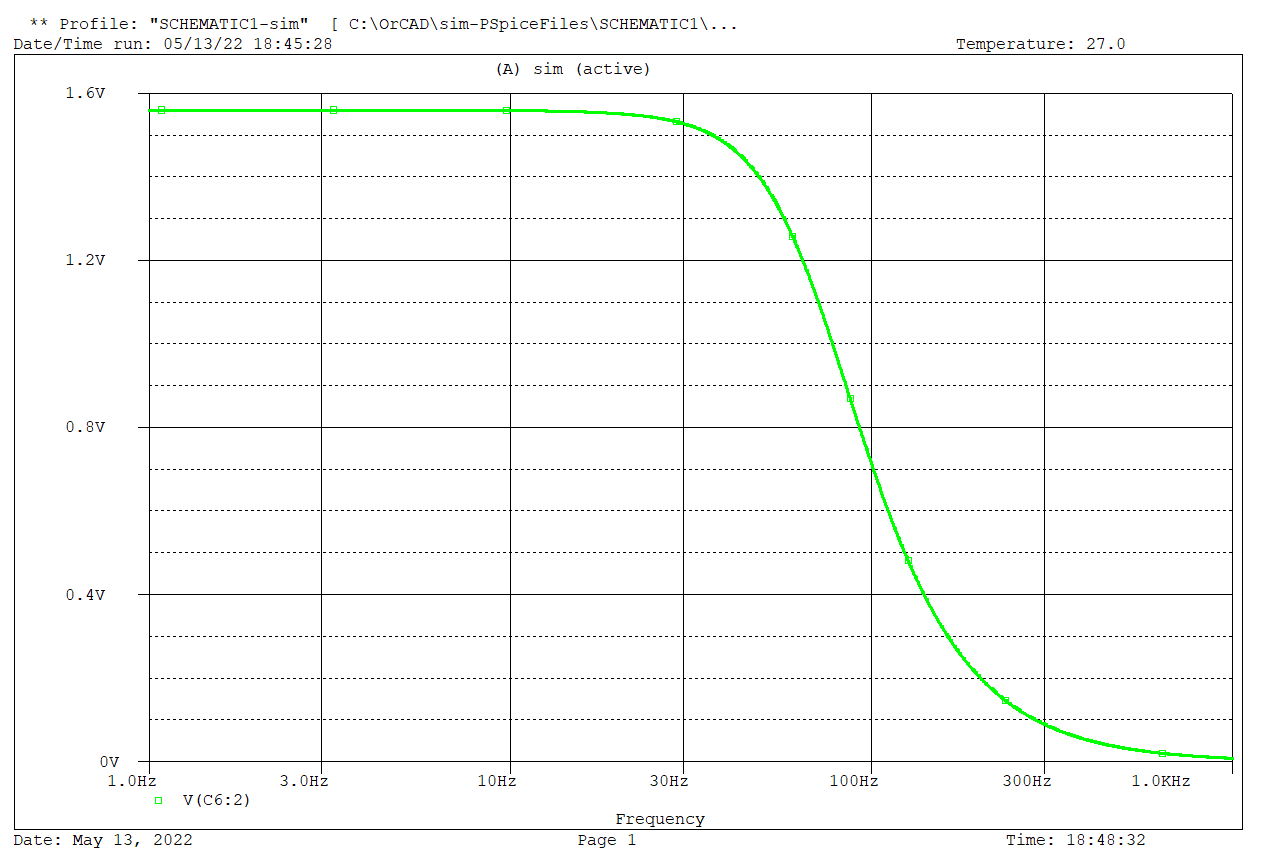 ** Profile: "SCHEMATIC1-sim"  [ C:\OrCAD\sim-PSpiceFiles\SCHEMATIC1\...
Date/Time run: 05/13/22 18:45:28 Temperature: 27.0
(A) sim (active)
1.6V
1.2V
0.8V
0.4V
0V
1.0Hz 3.0Hz 10Hz 30Hz 100Hz 300Hz 1.0KHz
V(C6:2)
Frequency
Date: May 13, 2022 Page 1 Time: 18:48:32